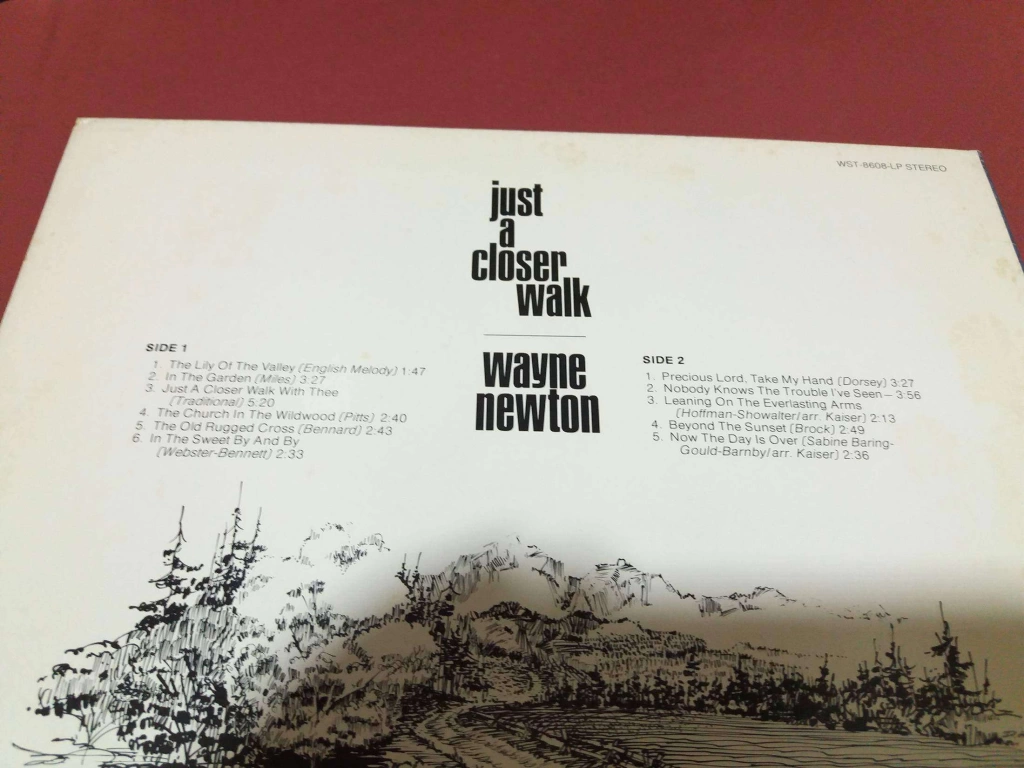 WST-8608-LP STEREO
just
a
closer
walk
wayne
newton
SIDE 1
1. The Lily Of The Valley (English Melody) 1:47
2. In The Garden (Miles) 3:27
3. Just A Closer Walk With Thee
(Traditional) 5:20
4. The Church In The Wildwood (Pitts) 2:40
5. The Old Rugged Cross (Bennard) 2:43
6. In The Sweet By And By
(Webster-Bennett) 2:33
SIDE 2
1. Precious Lord, Take My Hand (Dorsey) 3:27
2. Nobody Knows The Trouble I've Seen— 3:56
3. Leaning On The Everlasting Arms
(Hoffman-Showalter/arr. Kaiser) 2:13
4. Beyond The Sunset (Brock) 2:49
5. Now The Day Is Over (Sabine Baring-
Gould-Barnby/arr. Kaiser) 2:36